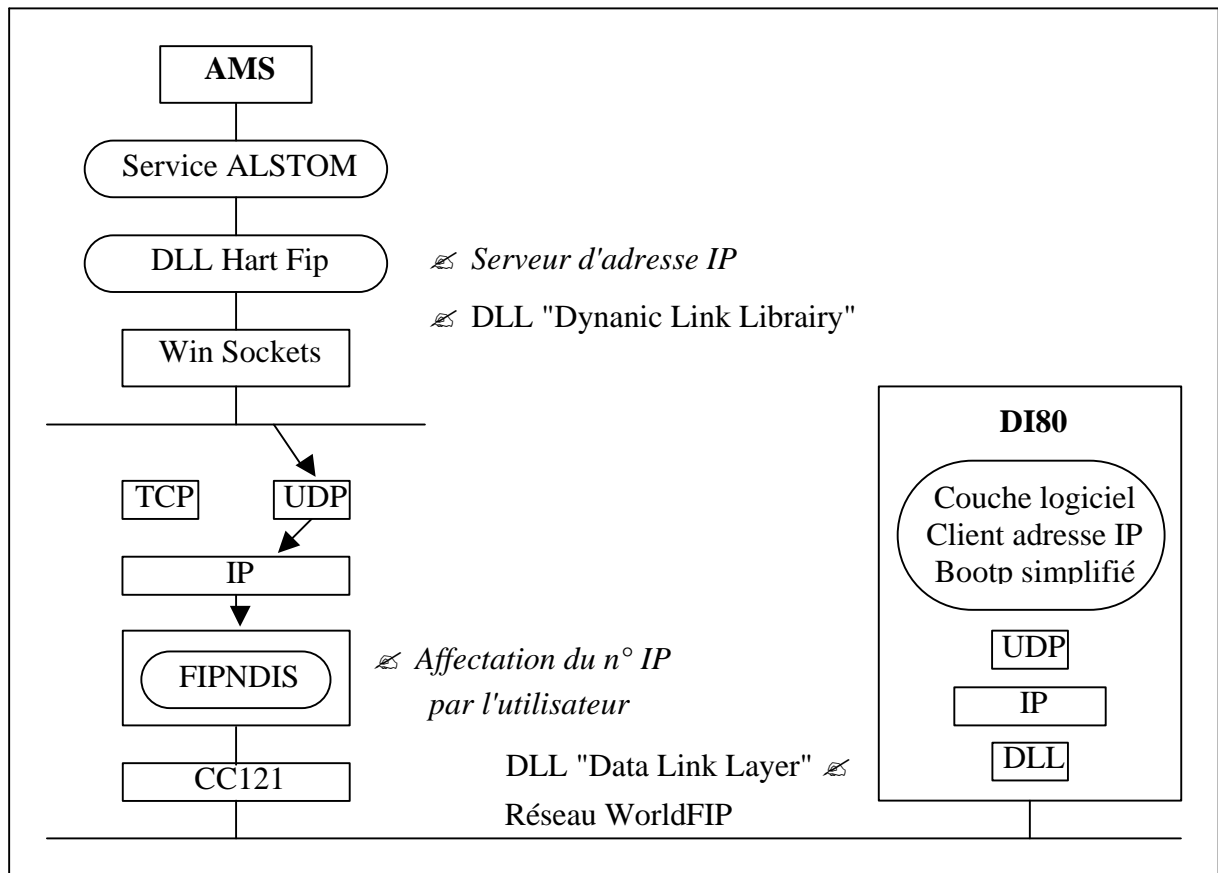 AMS
Service ALSTOM
DLL Hart Fip
✍ Serveur d'adresse IP
✍ DLL "Dynanic Link Librairy"
Win Sockets
TCP
UDP
IP
FIPNDIS
✍ Affectation du n° IP
par l'utilisateur
CC121
DLL "Data Link Layer" ✍
Réseau WorldFIP
DI80
Couche logiciel
Client adresse IP
Bootp simplifié
UDP
IP
DLL